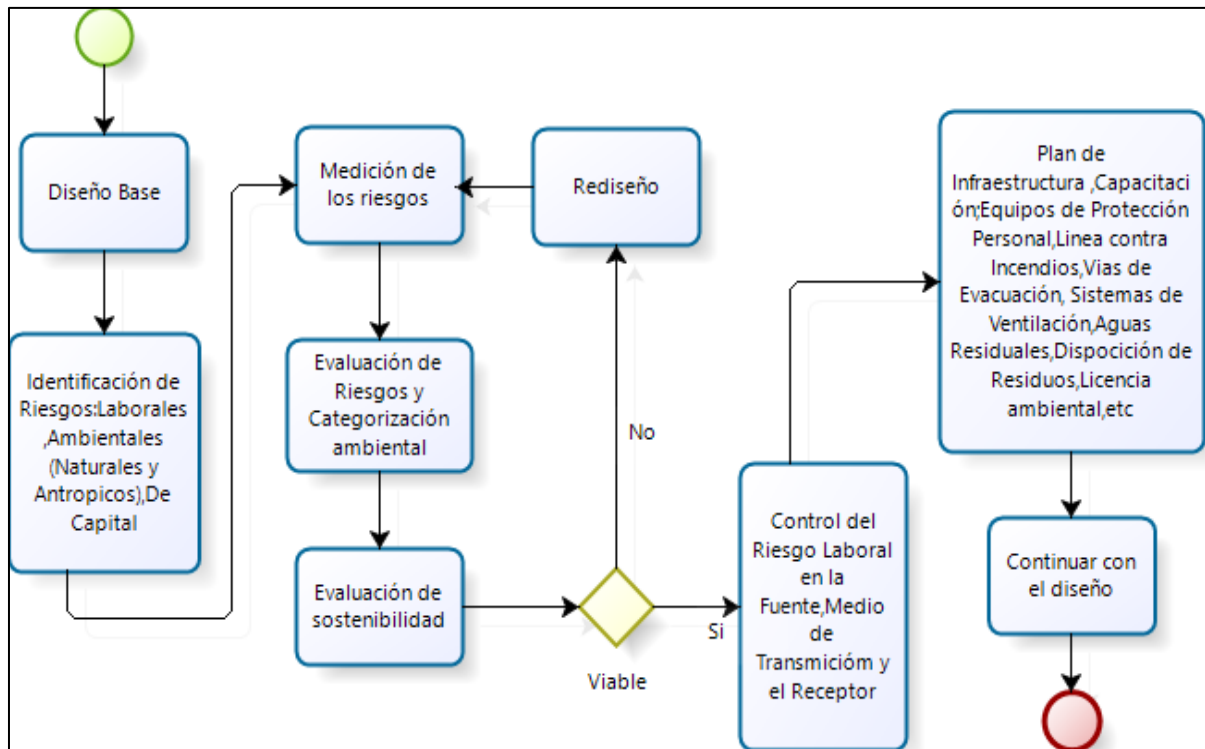 Diseño Base
Identificación de
Riesgos:Laborales
,Ambientales
(Naturales y
Antropicos),De
Capital
Medición de
los riesgos
Evaluación de
Riesgos y
Categorización
ambiental
Evaluación de
sostenibilidad
Viable
No
Rediseño
Si
Control del
Riesgo Laboral
en la
Fuente,Medio
de
Transmicióm y
el Receptor
Plan de
Infraestructura ,Capacitaci
ón;Equipos de Protección
Personal,Linea contra
Incendios,Vias de
Evacuación, Sistemas de
Ventilación,Aguas
Residuales,Dispocición de
Residuos,Licencia
ambiental,etc
Continuar con
el diseño